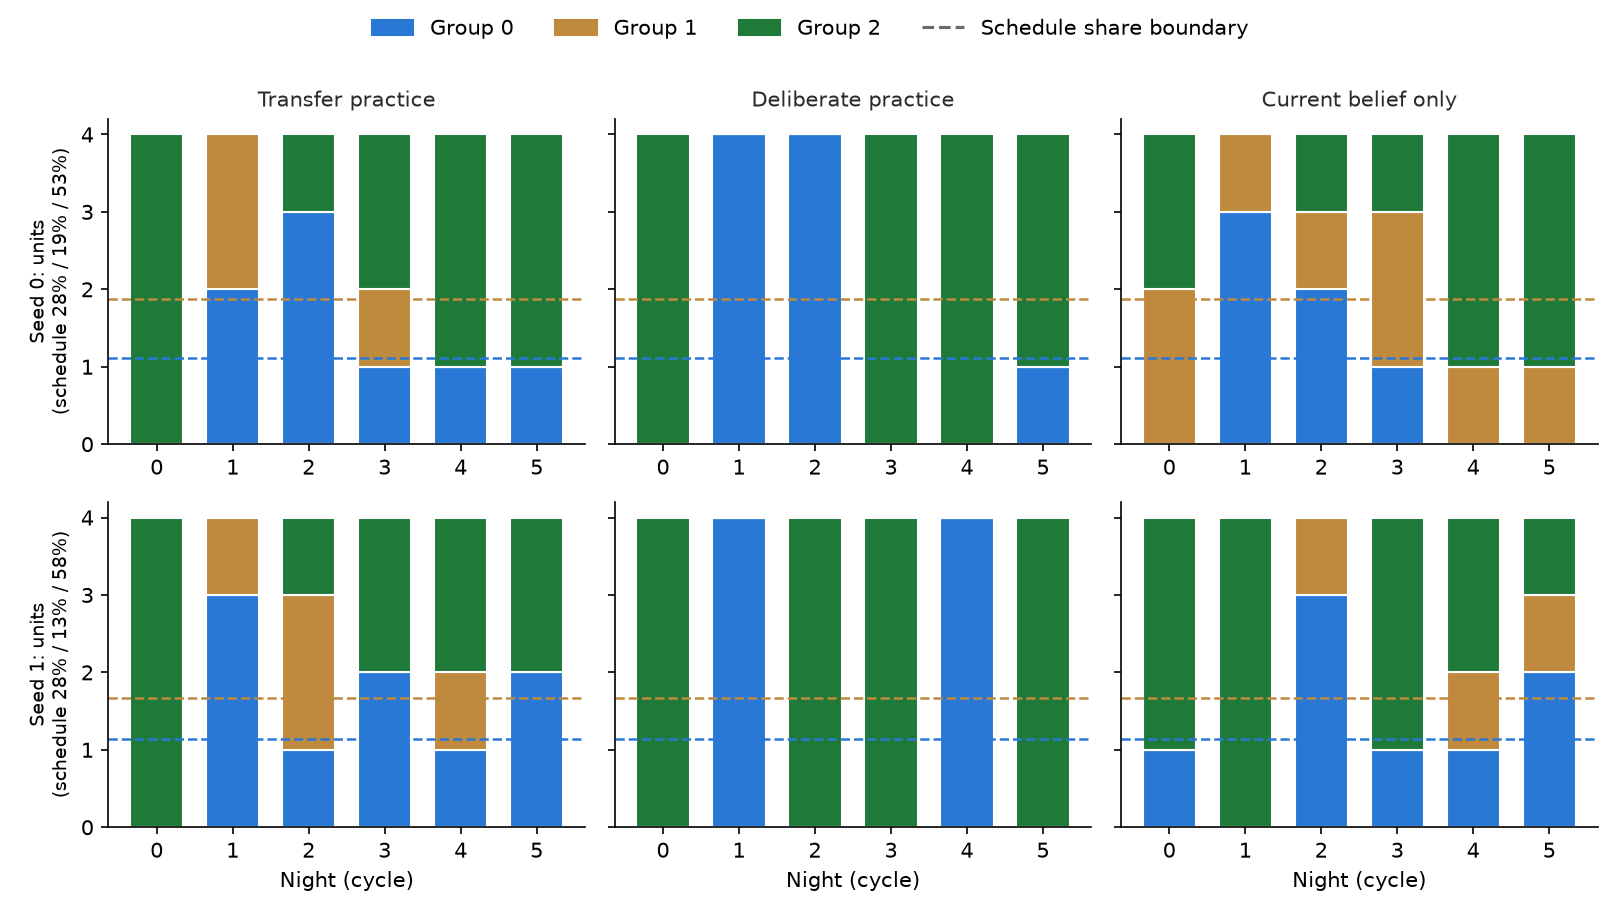 Group 0
Group 1
Group 2
Schedule share boundary
Transfer practice
Deliberate practice
Current belief only
Seed 0: units
(schedule 28% / 19% / 53%)
4
3
2
1
0
0 1 2 3 4 5
0 1 2 3 4 5
0 1 2 3 4 5
Seed 1: units
(schedule 28% / 13% / 58%)
4
3
2
1
0
0 1 2 3 4 5
0 1 2 3 4 5
0 1 2 3 4 5
Night (cycle)
Night (cycle)
Night (cycle)